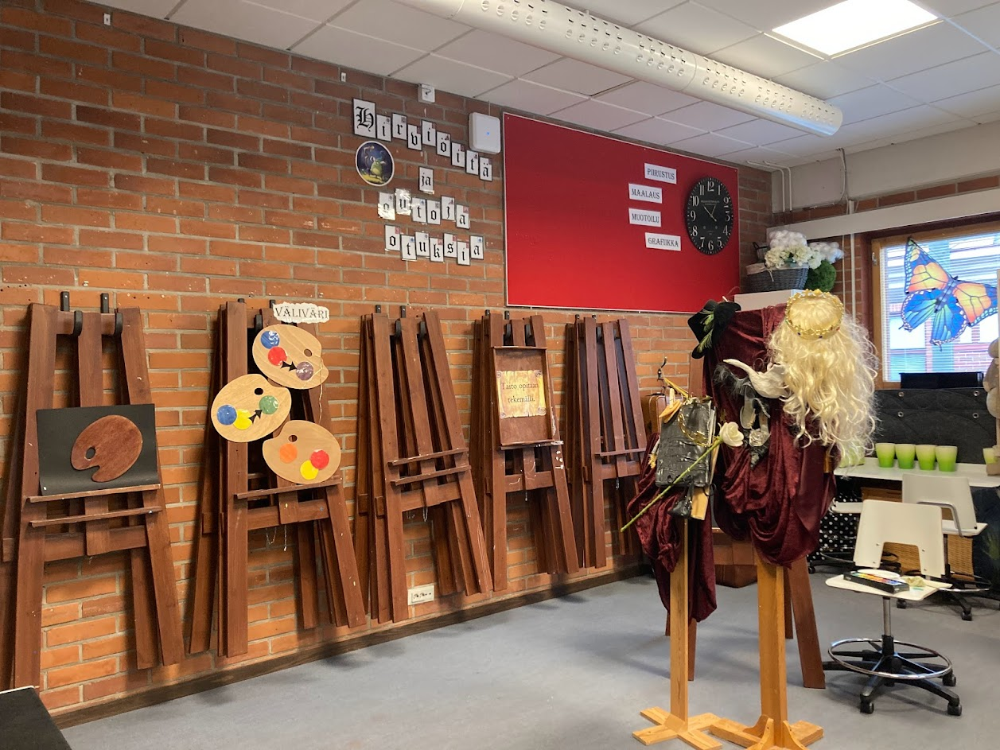 Hirviöitä
ja
outoja
otuksia
PIIRUSTUS
MAALAUS
MUOTOILU
GRAFIIKKA
VÄLIVÄRI
Taito opitaan
tekemällä.